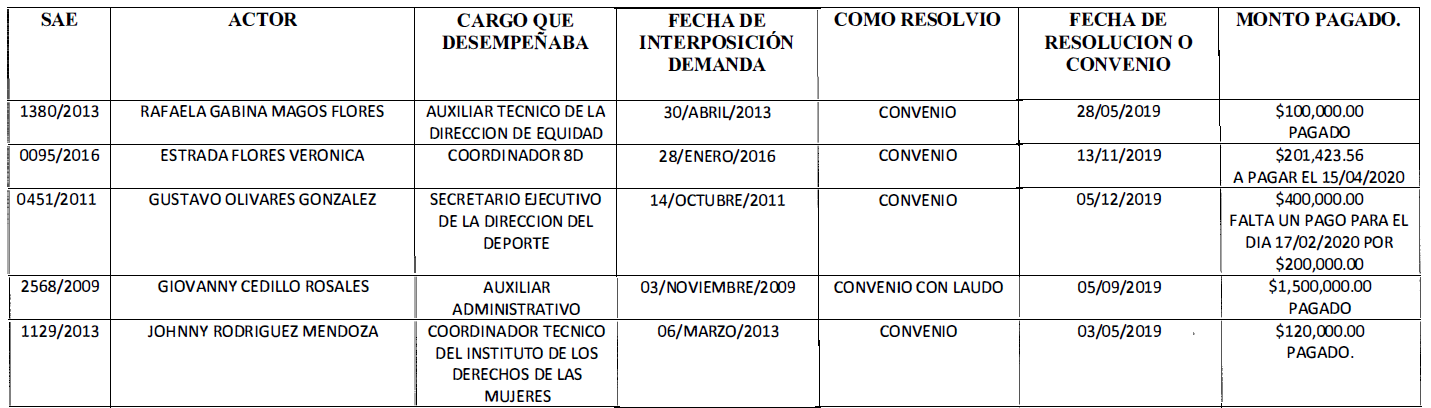 SAE
ACTOR
CARGO QUE
DESEMPEÑABA
FECHA DE
INTERPOSICIÓN
DEMANDA
COMO RESOLVIO
FECHA DE
RESOLUCION O
CONVENIO
MONTO PAGADO.
1380/2013
RAFAELA GABINA MAGOS FLORES
AUXILIAR TECNICO DE LA
DIRECCION DE EQUIDAD
30/ABRIL/2013
CONVENIO
28/05/2019
$100,000.00
PAGADO
0095/2016
ESTRADA FLORES VERONICA
COORDINADOR 8D
28/ENERO/2016
CONVENIO
13/11/2019
$201,423.56
A PAGAR EL 15/04/2020
0451/2011
GUSTAVO OLIVARES GONZALEZ
SECRETARIO EJECUTIVO
DE LA DIRECCION DEL
DEPORTE
14/OCTUBRE/2011
CONVENIO
05/12/2019
$400,000.00
FALTA UN PAGO PARA EL
DIA 17/02/2020 POR
$200,000.00
2568/2009
GIOVANNY CEDILLO ROSALES
AUXILIAR
ADMINISTRATIVO
03/NOVIEMBRE/2009
CONVENIO CON LAUDO
05/09/2019
$1,500,000.00
PAGADO
1129/2013
JOHNNY RODRIGUEZ MENDOZA
COORDINADOR TECNICO
DEL INSTITUTO DE LOS
DERECHOS DE LAS
MUJERES
06/MARZO/2013
CONVENIO
03/05/2019
$120,000.00
PAGADO.